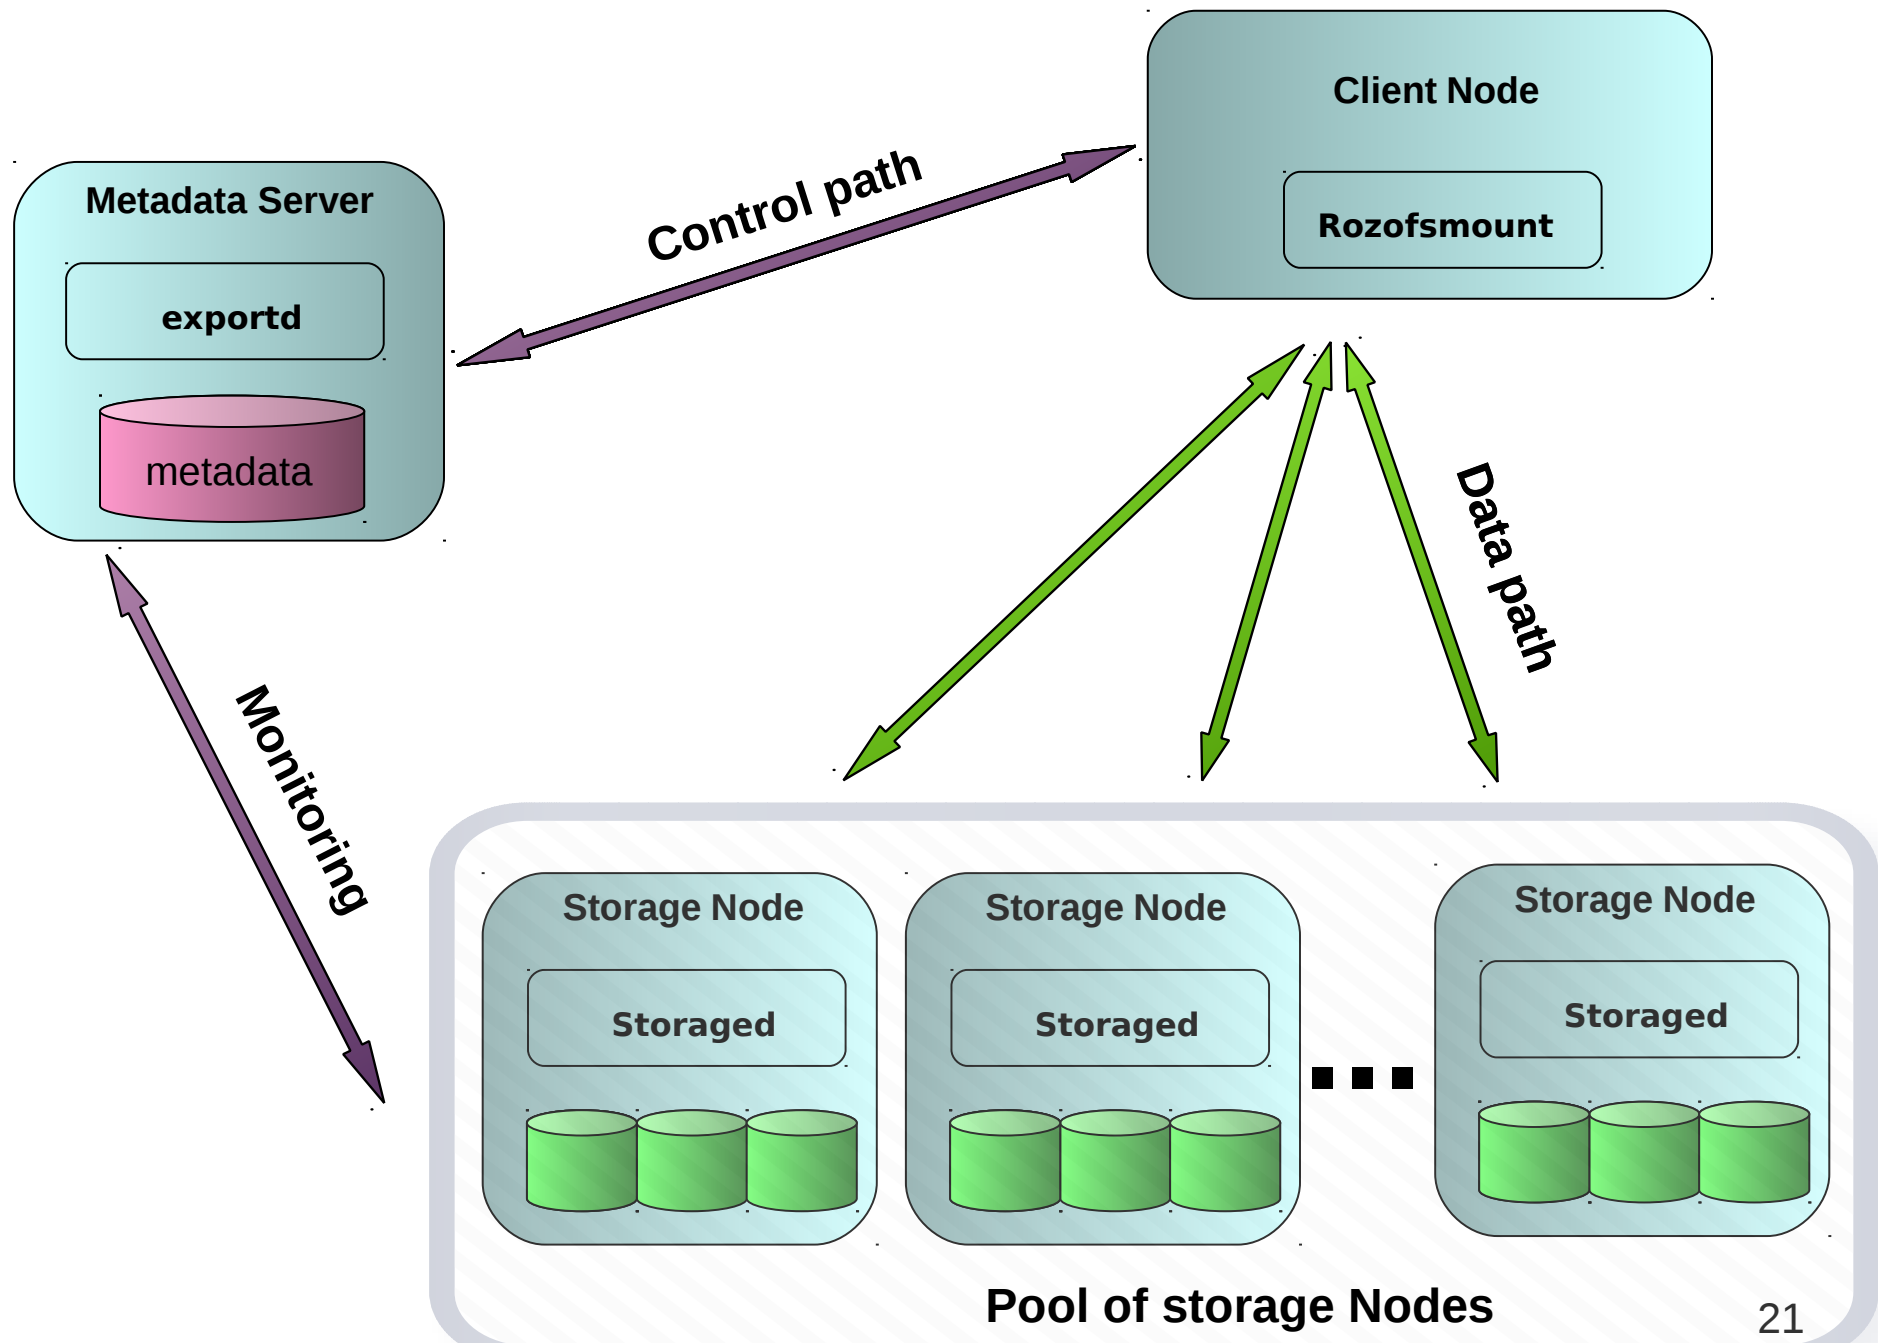 Client Node
Rozofsmount
Metadata Server
exportd
metadata
Control path
Data path
Monitoring
Storage Node
Storaged
Storage Node
Storaged
Storage Node
Storaged
Pool of storage Nodes
21